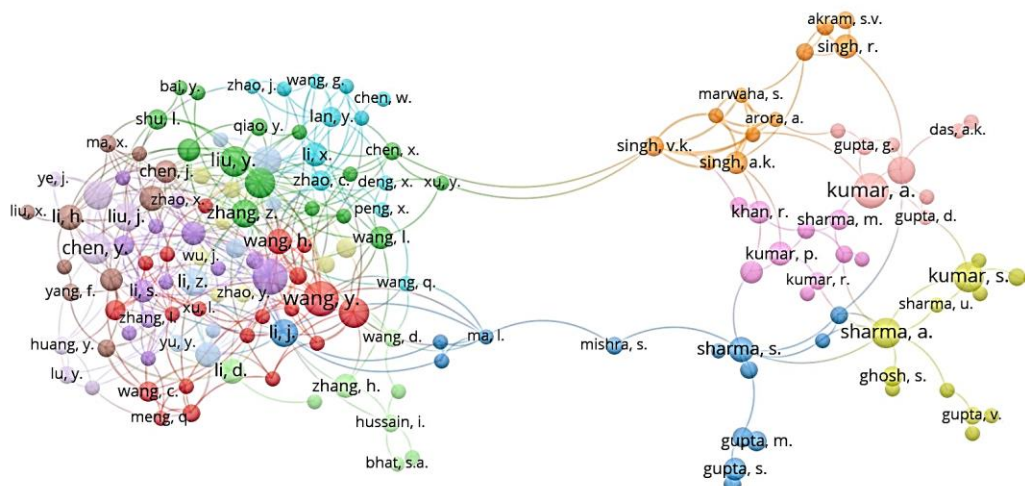 akram, s.v.
singh, r.
bai, y.
zhao, j.
wang, g.
chen, w.
marwaha, s.
shu, l.
qiao, y.
lan, y.
arora, a.
das, a.k.
ma, x.
liu, y.
li, x.
chen, x.
singh, v.k.
singh, a.k.
gupta, g.
chen, j.
ye, j.
zhao, c.
deng, x.
xu, y.
kumar, a.
zhao, x.
liu, x.
li, h.
liu, j.
zhang, z.
peng, x.
khan, r.
sharma, m.
gupta, d.
chen, y.
wang, h.
wang, l.
wu, j.
kumar, p.
yang, f.
li, s.
li, z.
zhao, y.
wang, y.
wang, q.
kumar, r.
kumar, s.
xu, l.
sharma, u.
zhang, l.
li, j.
wang, d.
ma, l.
sharma, a.
huang, y.
yu, y.
mishra, s.
sharma, s.
lu, y.
li, d.
zhang, h.
ghosh, s.
wang, c.
meng, q.
hussain, i.
gupta, v.
gupta, m.
bhat, s.a.
gupta, s.